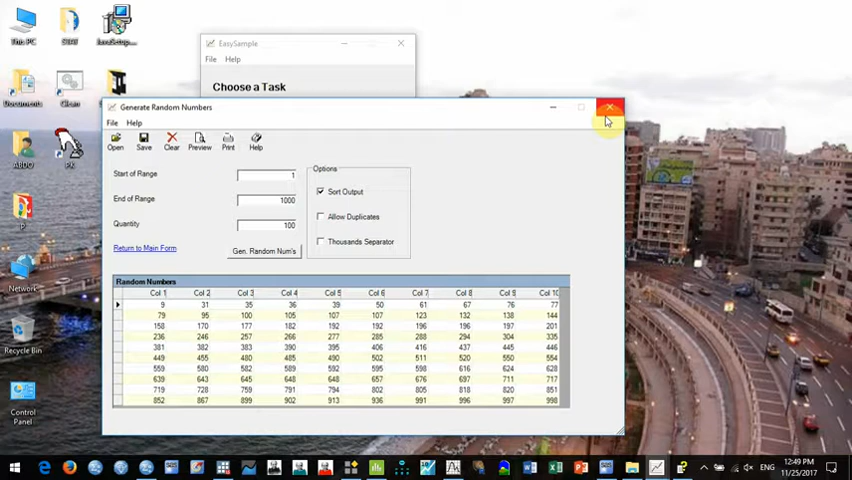 This PC
STAT
JavaSetup...
Documents
Clean
ABDO
PK
P
Network
Recycle Bin
Control
Panel
EasySample
File Help
Choose a Task
Generate Random Numbers
File Help
Open Save Clear Preview Print Help
Start of Range 1
End of Range 1000
Quantity 100
Return to Main Form
Gen. Random Num's
Options
Sort Output
Allow Duplicates
Thousands Separator
Random Numbers
Col 1 Col 2 Col 3 Col 4 Col 5 Col 6 Col 7 Col 8 Col 9 Col 10
9 31 35 36 39 50 61 67 76 77
79 95 100 105 107 107 123 132 138 144
158 170 177 182 192 192 196 196 197 201
236 246 257 266 277 285 288 294 304 335
381 382 383 390 395 406 416 437 445 446
449 455 480 485 490 502 511 520 550 554
559 580 582 589 592 595 598 616 624 628
639 643 645 648 648 657 676 697 711 717
719 728 759 791 794 802 805 818 820 851
852 867 899 902 913 936 991 996 997 998
ENG
12:49 PM
11/25/2017